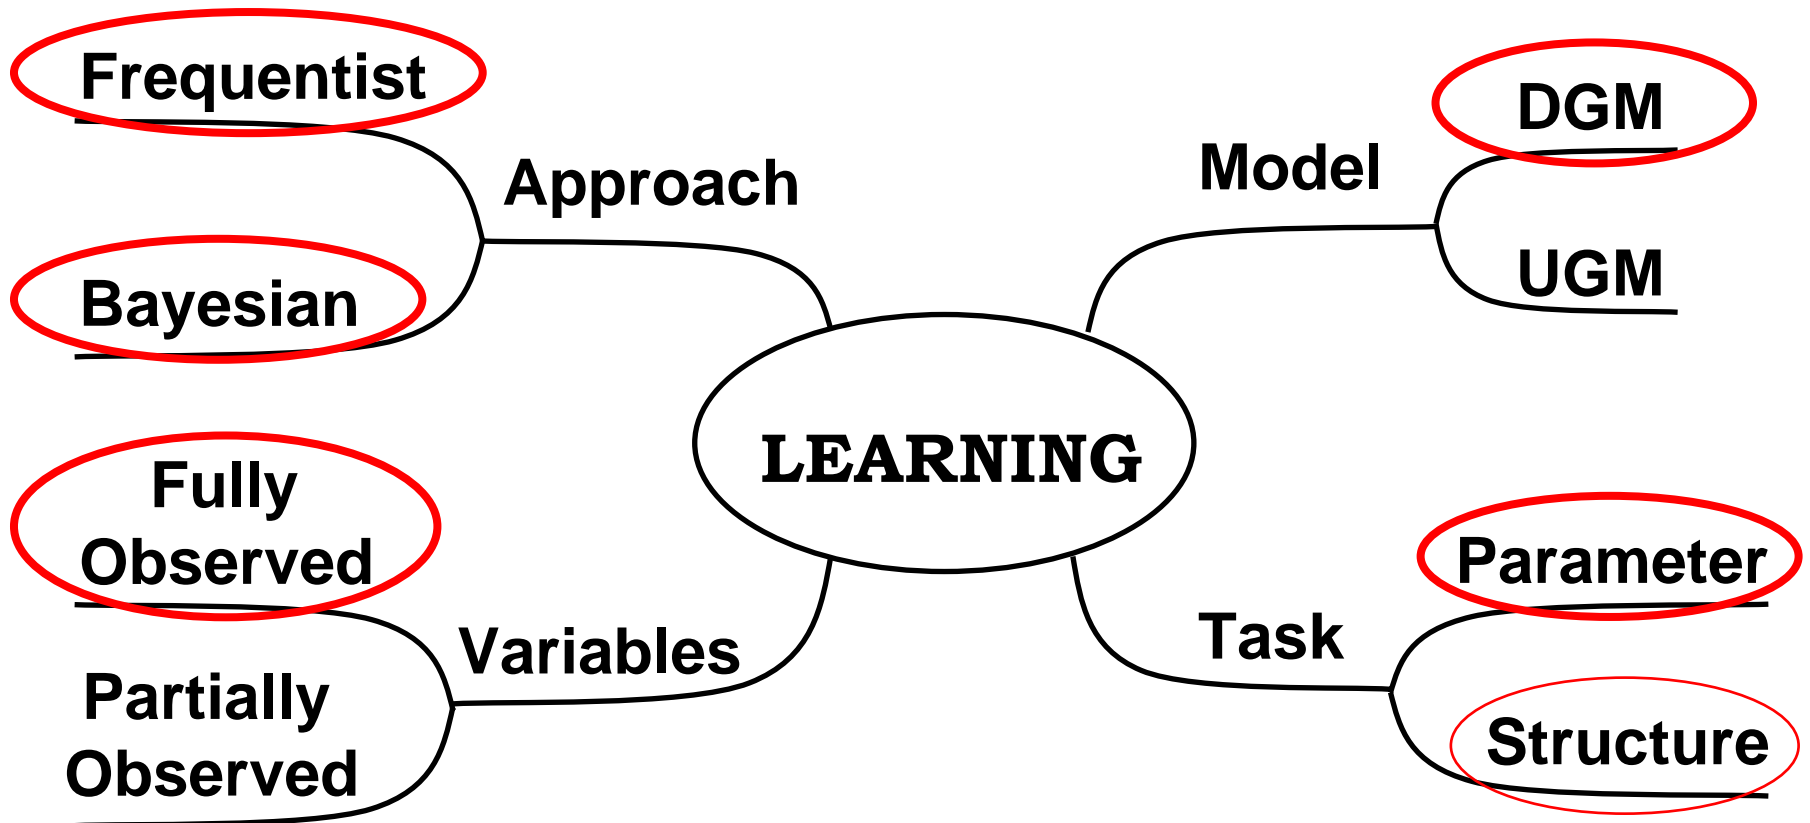 Frequentist
Approach
Bayesian
Model
DGM
UGM
LEARNING
Fully
Observed
Variables
Partially
Observed
Parameter
Task
Structure